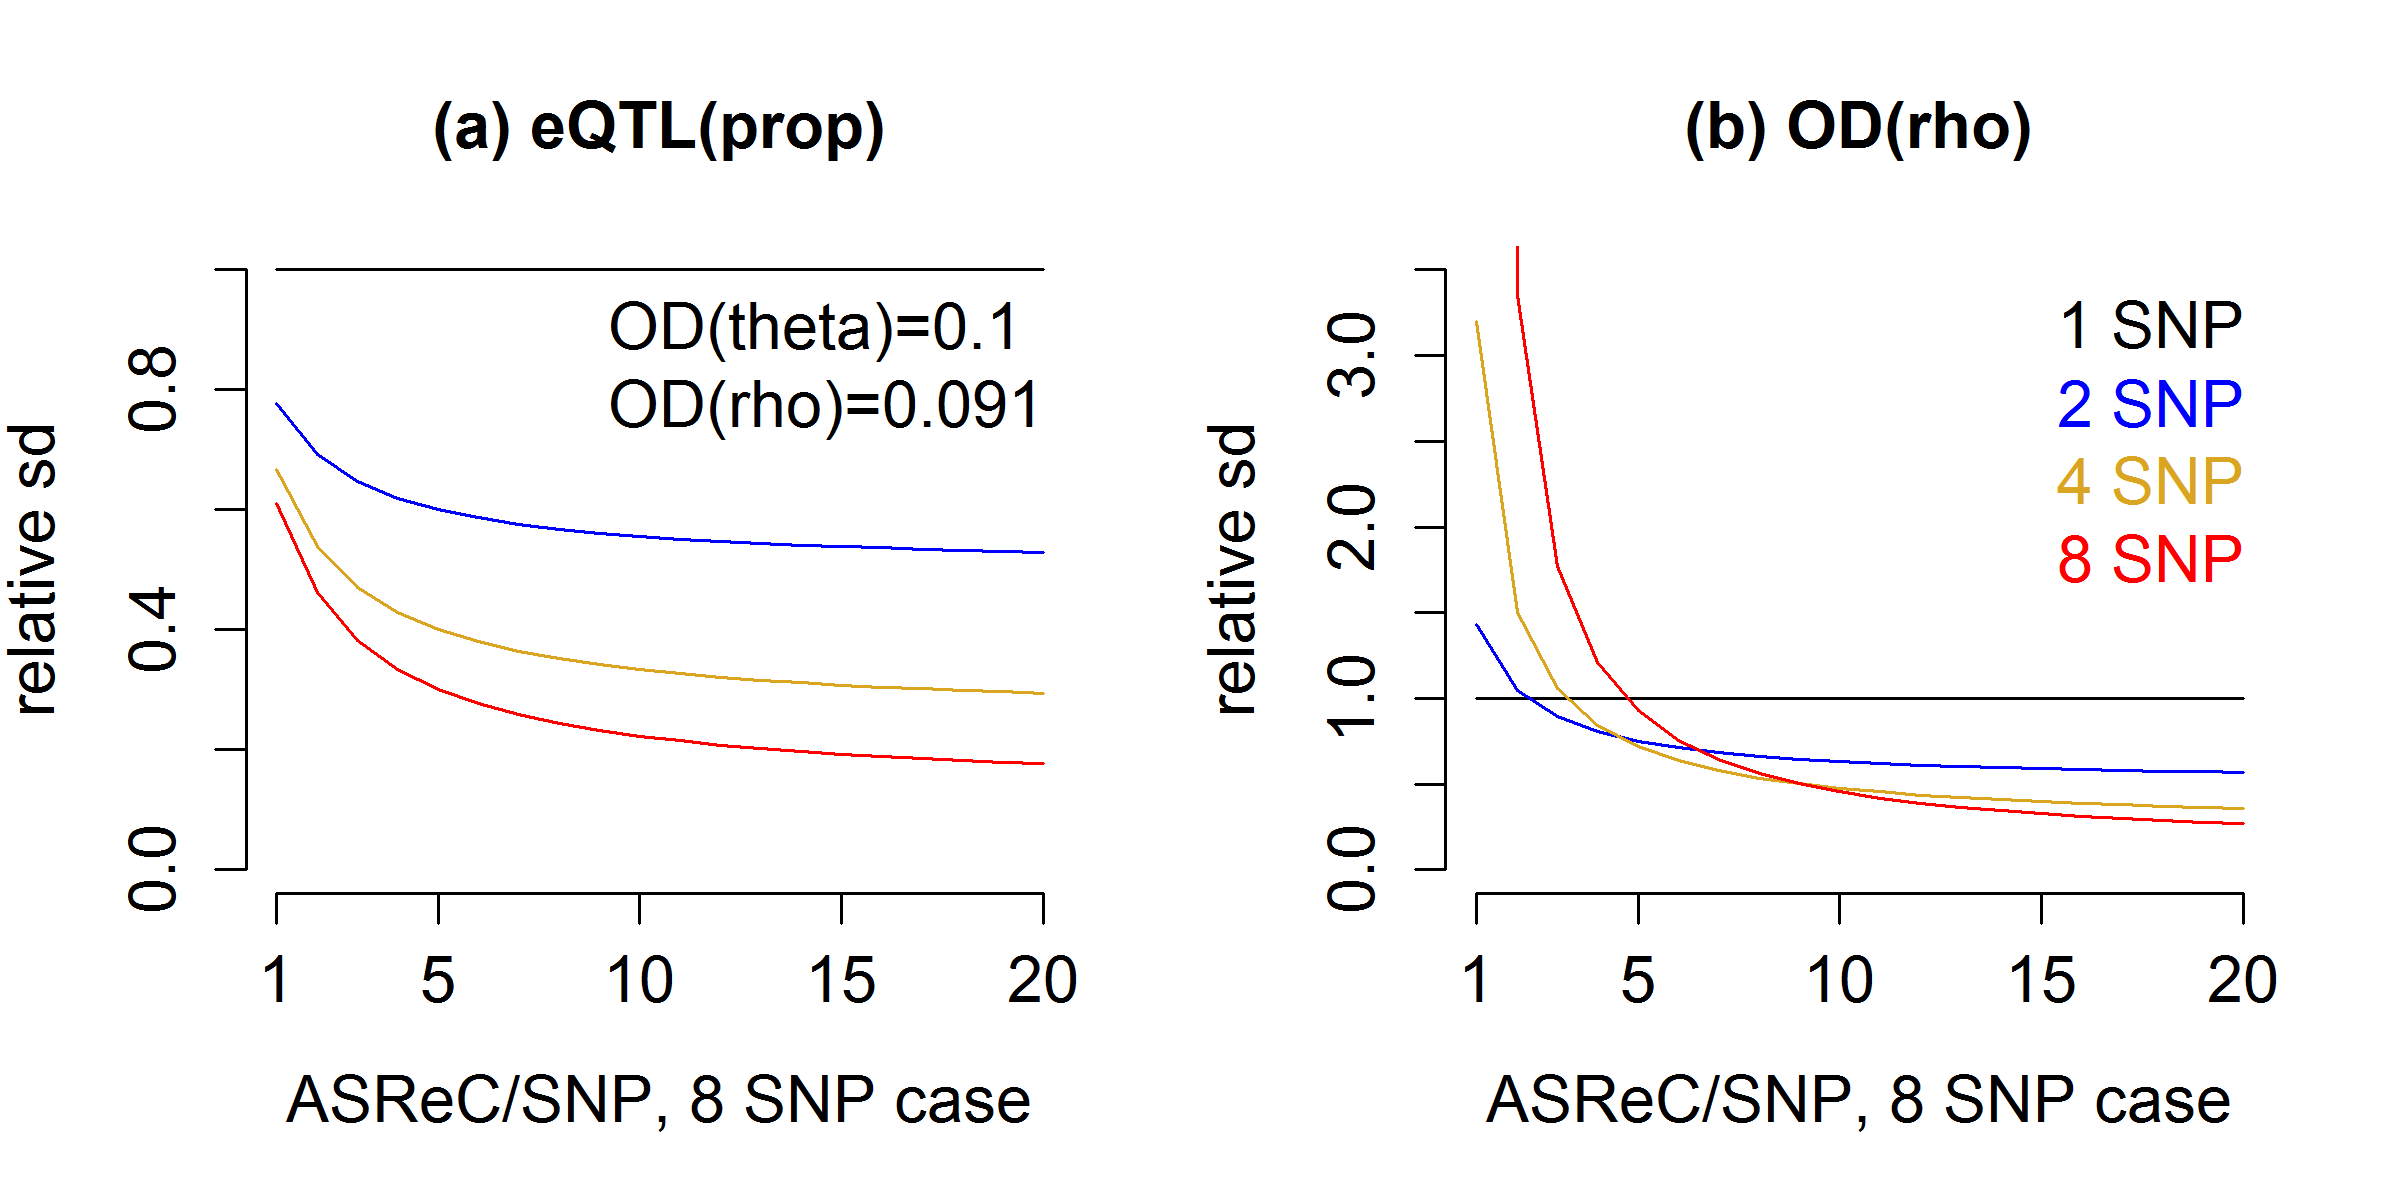 (a) eQTL(prop)
relative sd
0.8
0.4
0.0
OD(theta)=0.1
OD(rho)=0.091
1 5 10 15 20
ASReC/SNP, 8 SNP case
(b) OD(rho)
relative sd
3.0
2.0
1.0
0.0
1 SNP
2 SNP
4 SNP
8 SNP
1 5 10 15 20
ASReC/SNP, 8 SNP case